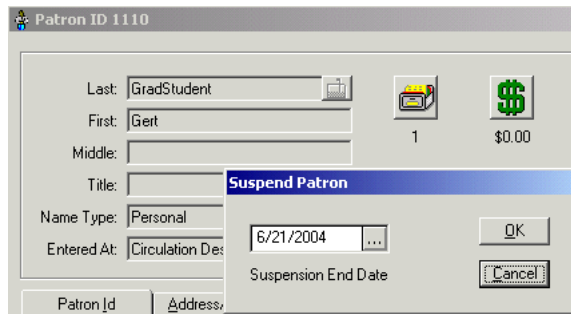 Patron ID 1110
Last: GradStudent
First: Gert
1
$0.00
Middle:
Title:
Suspend Patron
Name Type: Personal
6/21/2004 ...
OK
Entered At: Circulation Des
Suspension End Date
Cancel
Patron Id
Address/